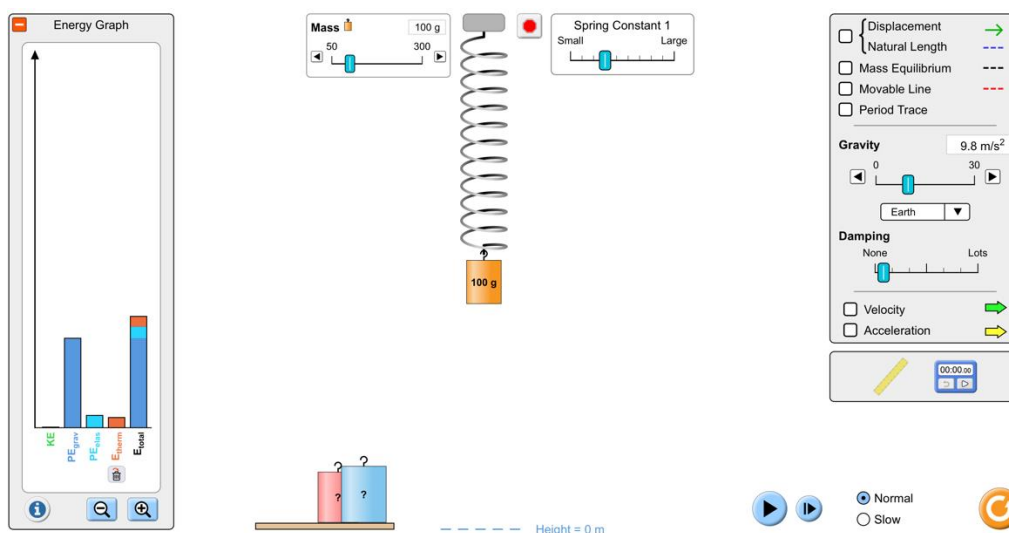 Energy Graph
KE
PEgrav
PEelas
Etherm
Etotal
Mass
100 g
50
300
Spring Constant 1
Small
Large
100 g
?
?
Height = 0 m
Displacement
Natural Length
Mass Equilibrium
Movable Line
Period Trace
Gravity
9.8 m/s²
0
30
Earth
Damping
None
Lots
Velocity
Acceleration
00:00.00
Normal
Slow